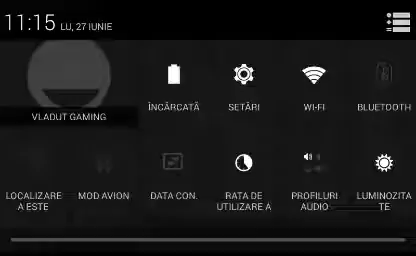 11:15 LU, 27 IUNIE
VLADUT GAMING
ÎNCĂRCATĂ
SETĂRI
WI-FI
BLUETOOTH
LOCALIZARE
A ESTE
MOD AVION
DATA CON.
RATA DE
UTILIZARE A
PROFILURI
AUDIO
LUMINOZITA
TE